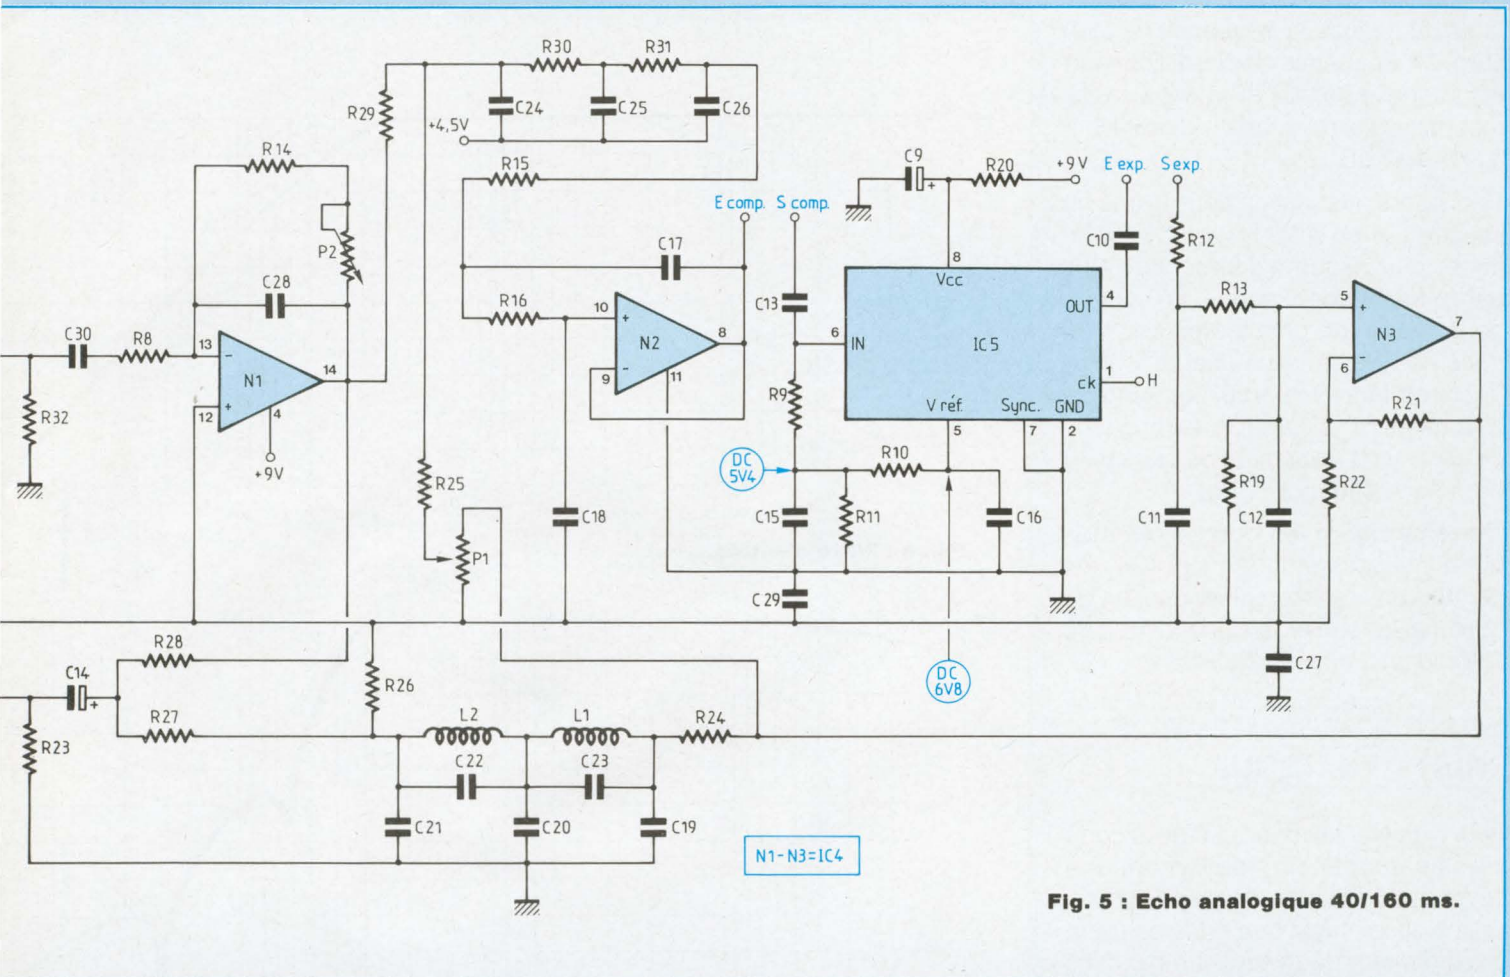 R30 R31
R29 C24 C25 C26
+4,5V
R14 R15
C9 R20 +9V E exp. S exp
E comp. S comp.
P2 C17 C10 R12
8
Vcc
C28 R16 10 + C13 4 R13 5 +
OUT
C30 R8 13 - N1 14 N2 8 6 IN IC5 N3 7
9 - 11 1 H - 6
ck
R32 12 + 4 R9 V réf. Sync. GND R21
5 7 2
+9V
DC
5V4
R10
R25 R19 R22
C18 C15 R11 C16 C11 C12
P1
C29
R28
C14 + R26 DC
6V8
C27
R27 L2 L1 R24
R23
C22 C23
C21 C20 C19
N1-N3=IC4
Fig. 5 : Echo analogique 40/160 ms.